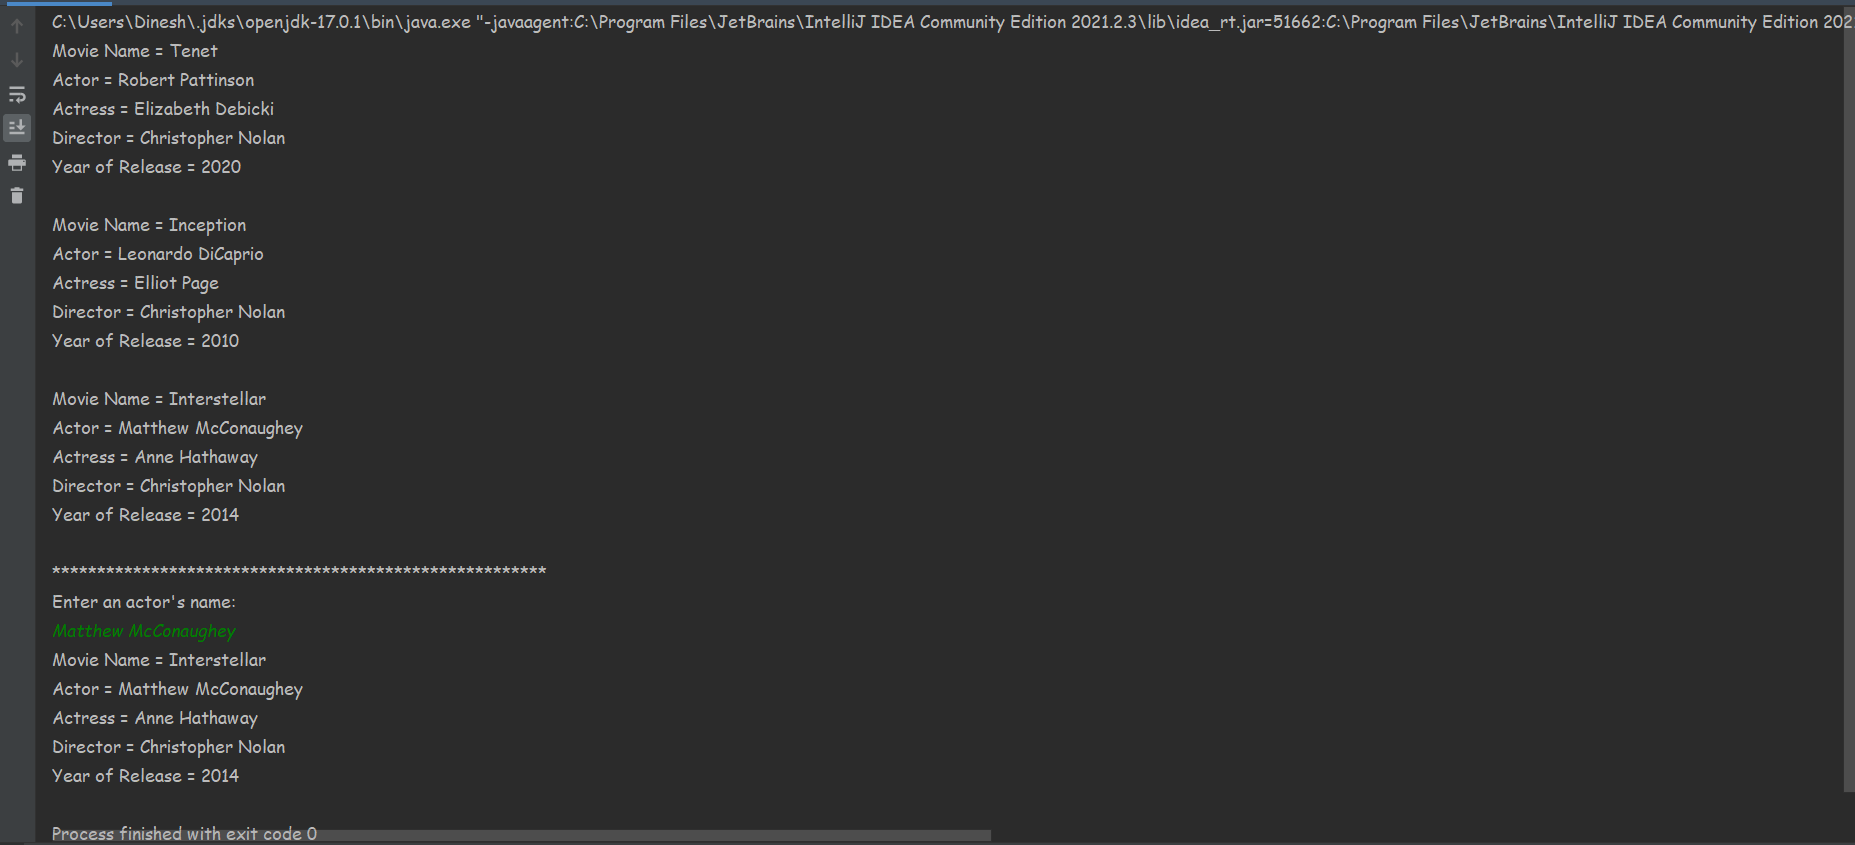 C:\Users\Dinesh\.jdks\openjdk-17.0.1\bin\java.exe "-javaagent:C:\Program Files\JetBrains\IntelliJ IDEA Community Edition 2021.2.3\lib\idea_rt.jar=51662:C:\Program Files\JetBrains\IntelliJ IDEA Community Edition 202
Movie Name = Tenet
Actor = Robert Pattinson
Actress = Elizabeth Debicki
Director = Christopher Nolan
Year of Release = 2020
Movie Name = Inception
Actor = Leonardo DiCaprio
Actress = Elliot Page
Director = Christopher Nolan
Year of Release = 2010
Movie Name = Interstellar
Actor = Matthew McConaughey
Actress = Anne Hathaway
Director = Christopher Nolan
Year of Release = 2014
*******************************************************
Enter an actor's name:
Matthew McConaughey
Movie Name = Interstellar
Actor = Matthew McConaughey
Actress = Anne Hathaway
Director = Christopher Nolan
Year of Release = 2014
Process finished with exit code 0